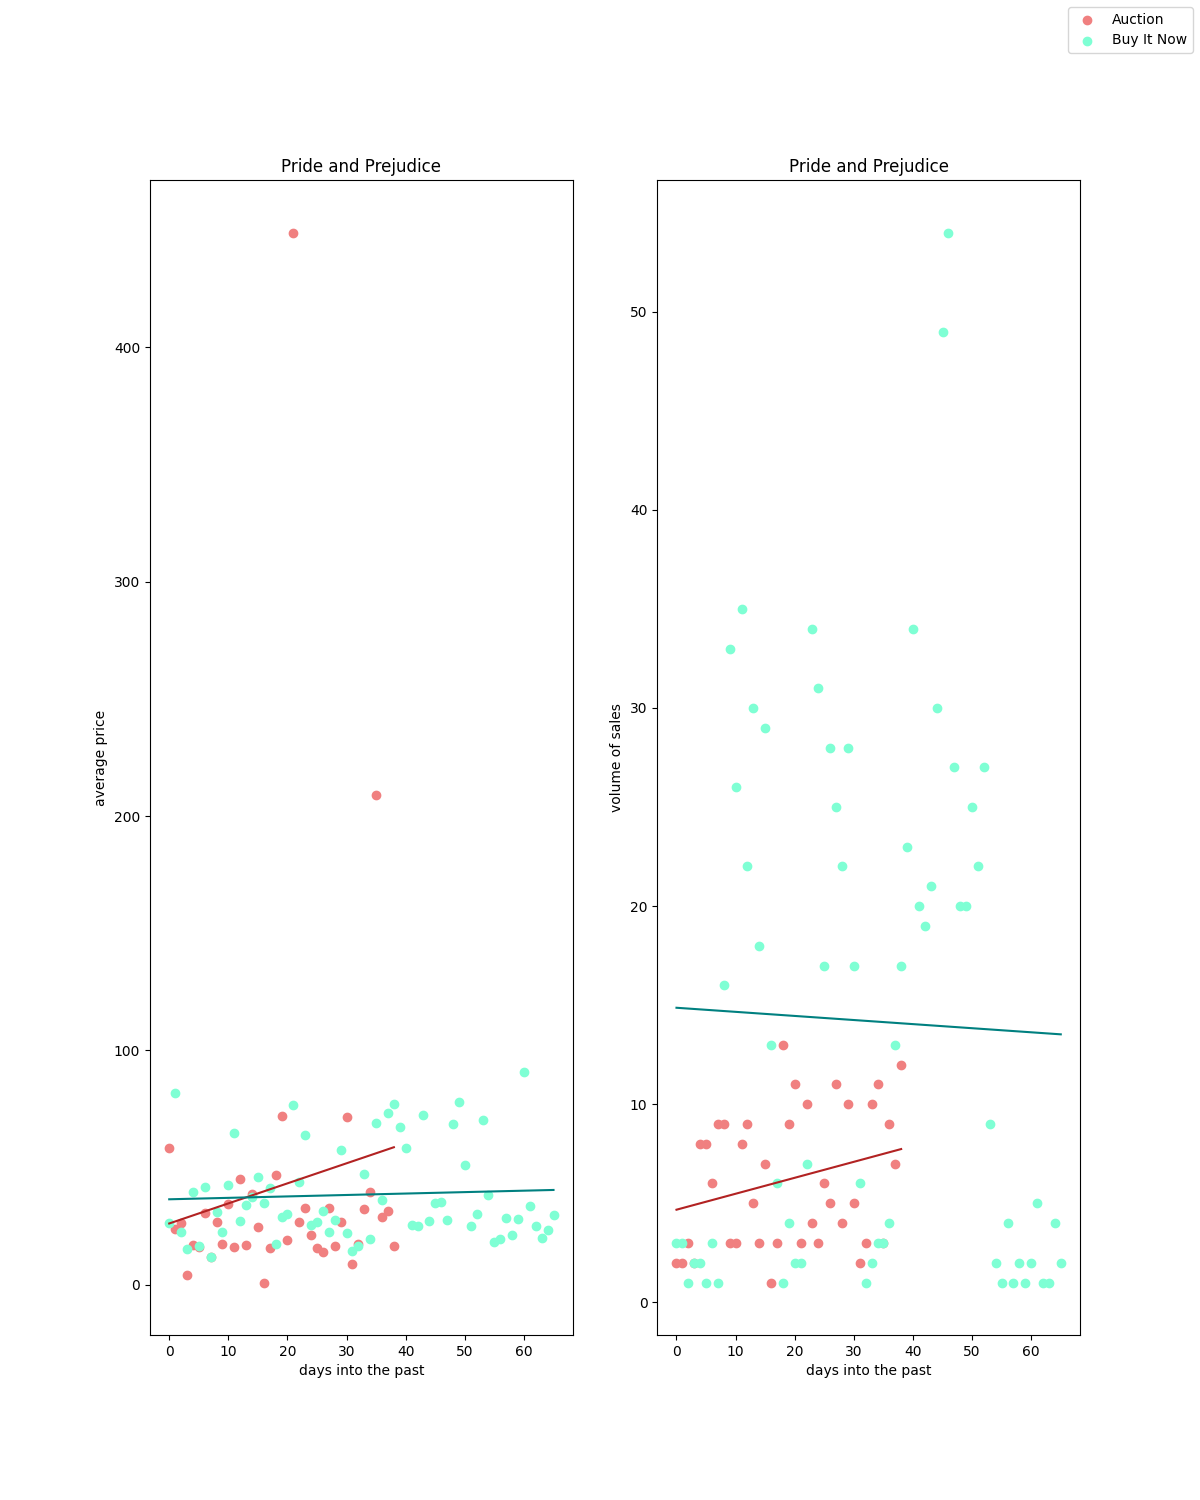 Auction
Buy It Now
Pride and Prejudice
Pride and Prejudice
average price
400
300
200
100
0
0 10 20 30 40 50 60
days into the past
volume of sales
50
40
30
20
10
0
0 10 20 30 40 50 60
days into the past